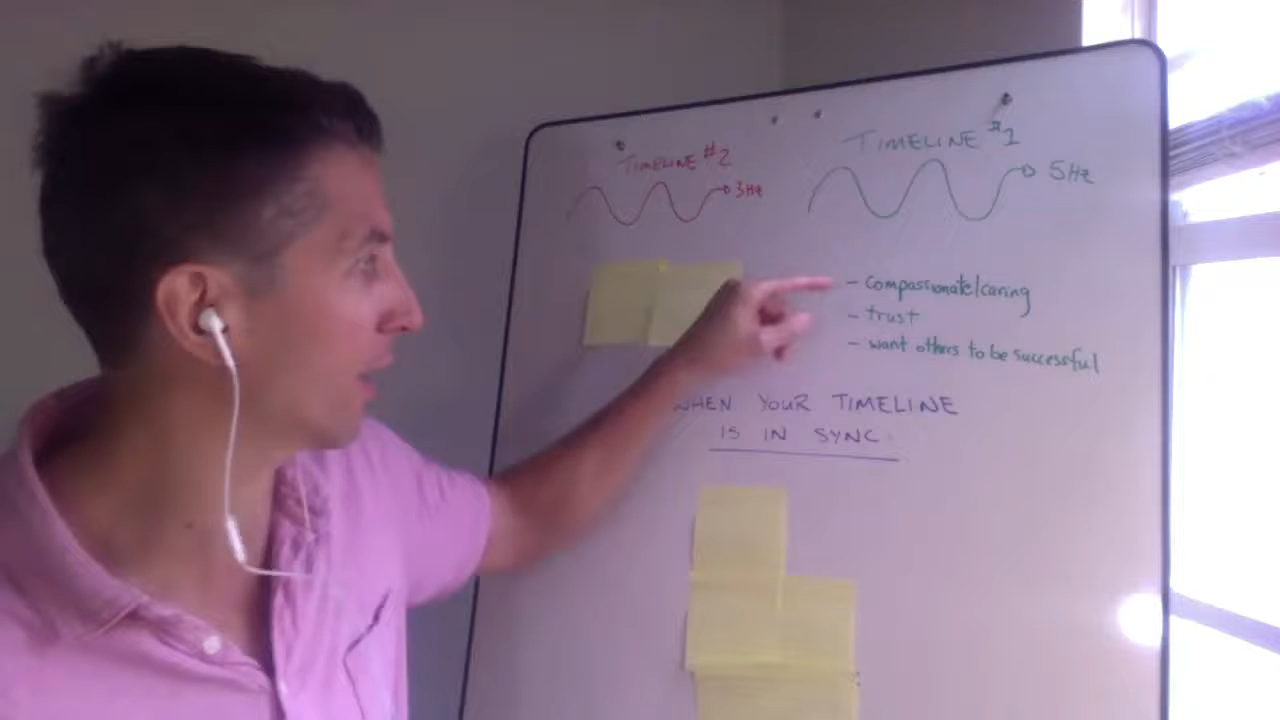 TIMELINE #2
3Hz
TIMELINE #1
5Hz
- compassionate/caring
- trust
- want others to be successful
WHEN YOUR TIMELINE
IS IN SYNC